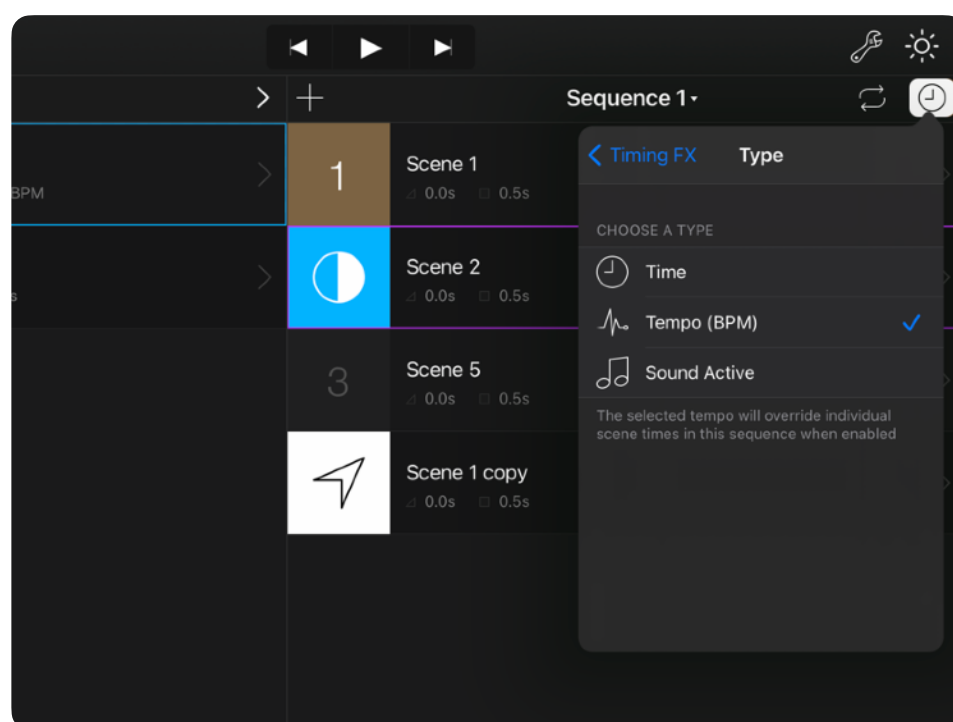 Sequence 1
BPM
s
1
Scene 1
0.0s 0.5s
Scene 2
0.0s 0.5s
3
Scene 5
0.0s 0.5s
Scene 1 copy
0.0s 0.5s
Timing FX Type
CHOOSE A TYPE
Time
Tempo (BPM)
Sound Active
The selected tempo will override individual
scene times in this sequence when enabled